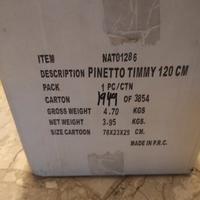 ITEM NAT01286
DESCRIPTION PINETTO TIMMY 120 CM
PACK 1 PC/CTN
CARTON 1949 OF 3854
GROSS WEIGHT 4.70 KGS
NET WEIGHT 3.95 KGS.
SIZE CARTOON 76X23X25 CM.
MADE IN P.R.C.